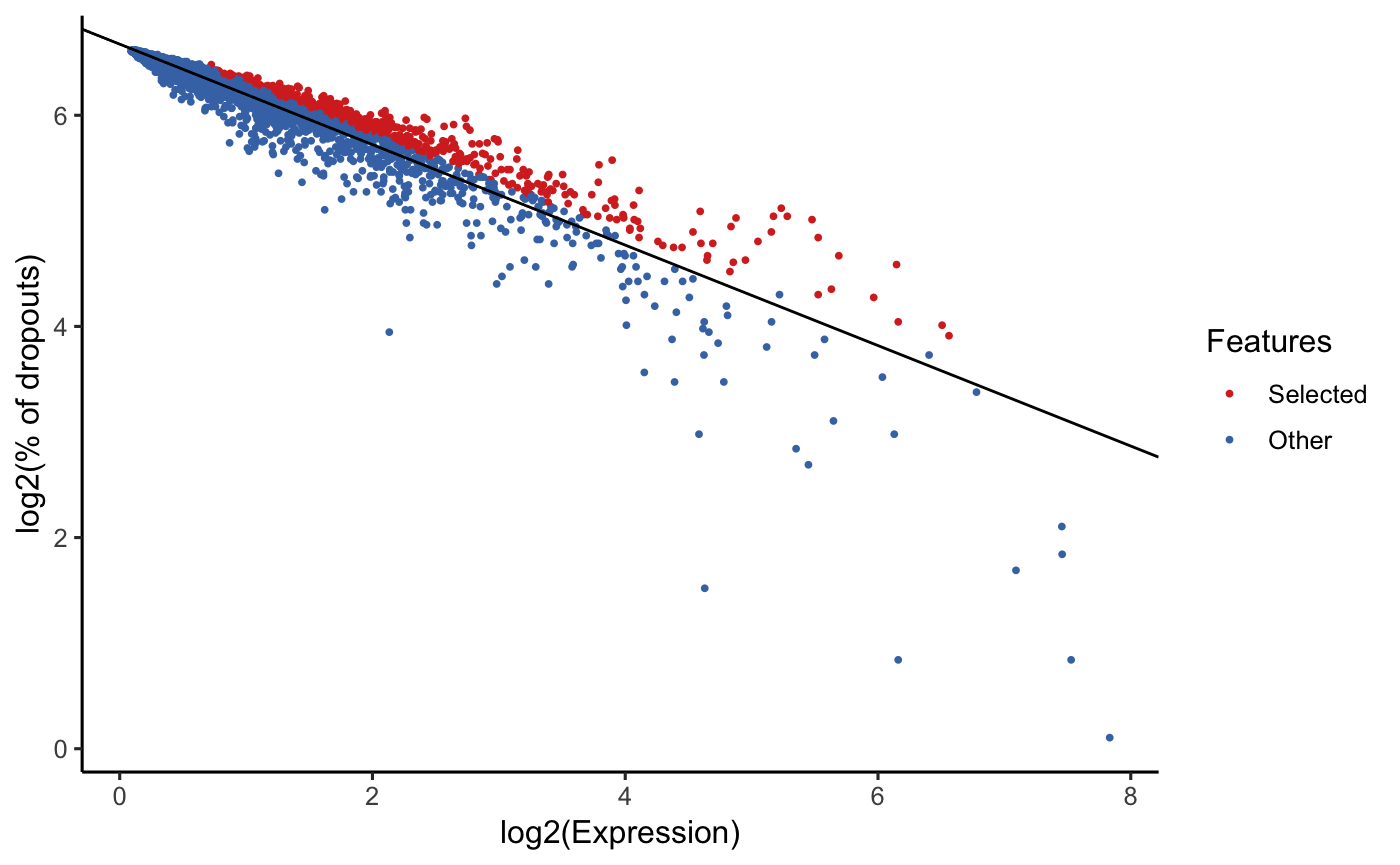 log2(% of dropouts)
6
4
2
0
0 2 4 6 8
log2(Expression)
Features
Selected
Other